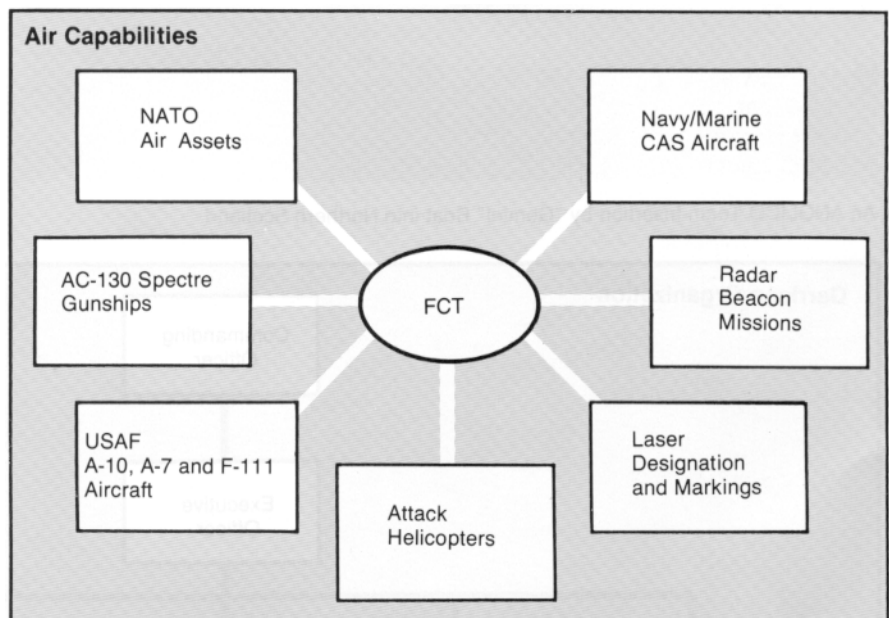 Air Capabilities
NATO
Air Assets
Navy/Marine
CAS Aircraft
AC-130 Spectre
Gunships
FCT
Radar
Beacon
Missions
USAF
A-10, A-7 and F-111
Aircraft
Attack
Helicopters
Laser
Designation
and Markings